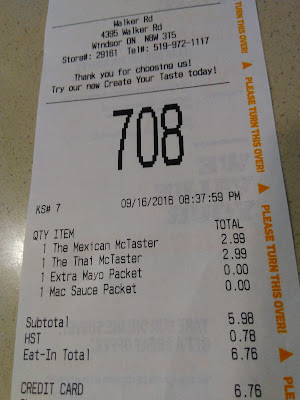 Walker Rd
4395 Walker Rd
Windsor ON N8W 3T5
Store#: 29161 Tel#: 519-972-1117
Thank you for choosing us!
Try our new Create Your Taste today!
708
KS# 7 09/16/2016 08:37:59 PM
QTY ITEM TOTAL
1 The Mexican McTaster 2.99
1 The Thai McTaster 2.99
1 Extra Mayo Packet 0.00
1 Mac Sauce Packet 0.00
Subtotal 5.98
HST 0.78
Eat-In Total 6.76
CREDIT CARD 6.76
TURN THIS OVER!
PLEASE TURN THIS OVER!
PLEASE TURN THIS OVER!